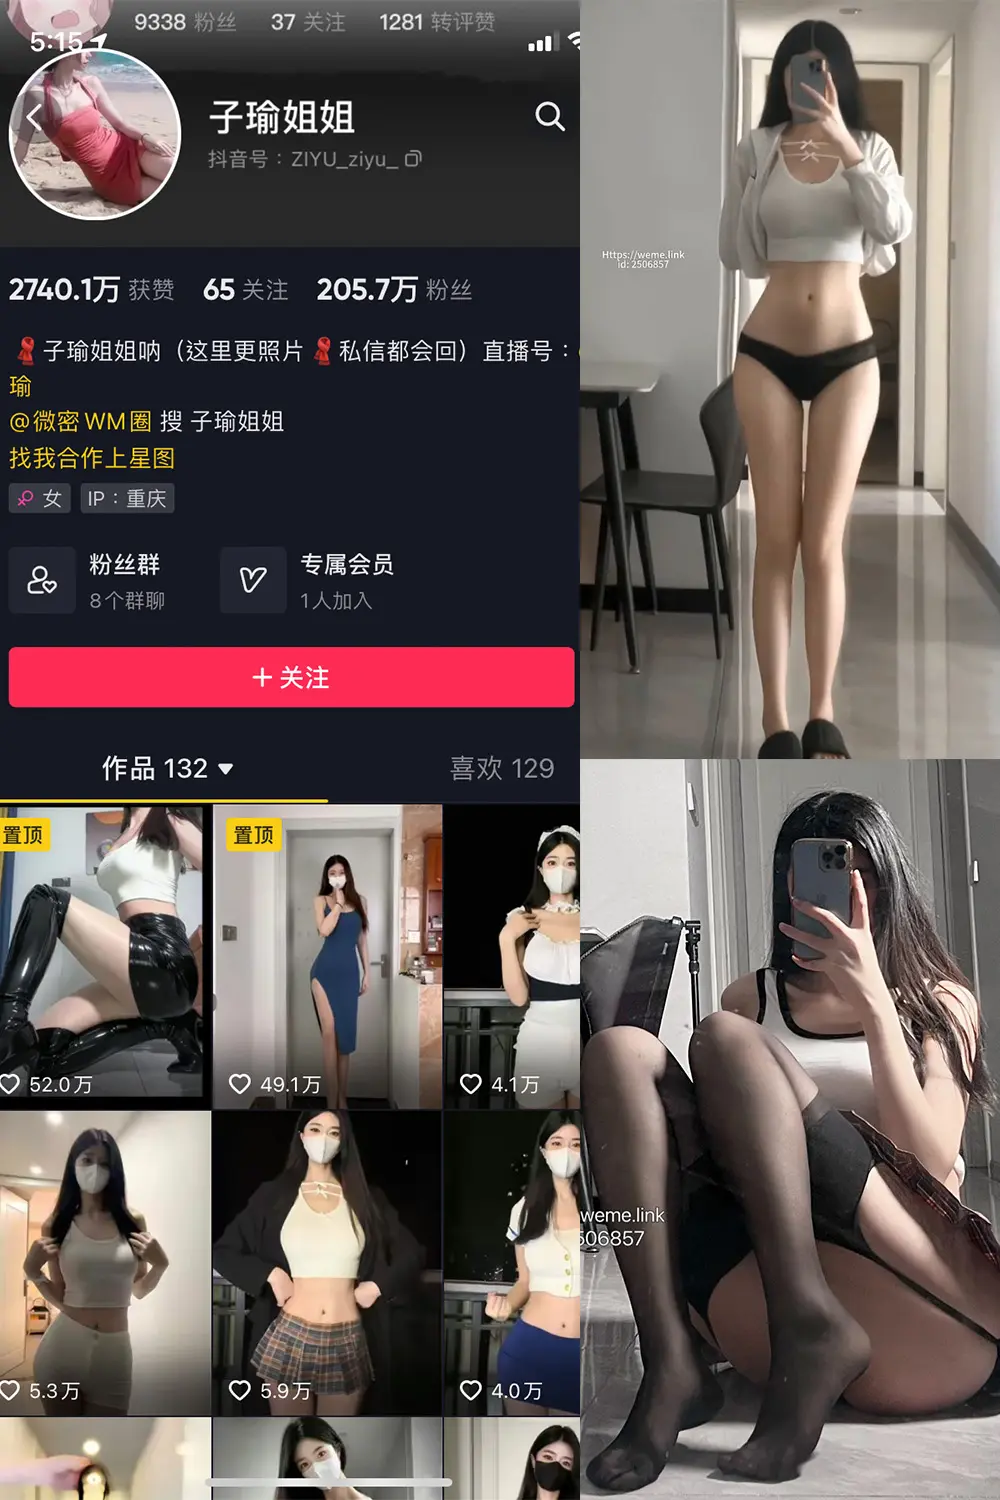 9338 粉丝 37 关注 1281 转评赞
5:15
子瑜姐姐
抖音号：ZIYU_ziyu_
2740.1万 获赞 65 关注 205.7万 粉丝
子瑜姐姐呐（这里更照片 私信都会回）直播号：
瑜
@微密 WM圈 搜 子瑜姐姐
找我合作上星图
女 IP：重庆
粉丝群 专属会员
8个群聊 1人加入
+ 关注
作品 132 喜欢 129
置顶 置顶
52.0万 49.1万 4.1万
5.3万 5.9万 4.0万
Https://weme.link
id: 2506857
weme.link
506857